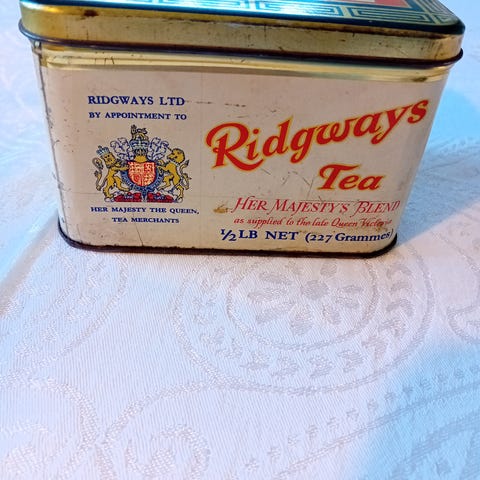 RIDGWAYS LTD
BY APPOINTMENT TO
HER MAJESTY THE QUEEN,
TEA MERCHANTS
Ridgways
Tea
HER MAJESTY'S BLEND
as supplied to the late Queen Victoria
1/2 LB NET (227 Grammes)